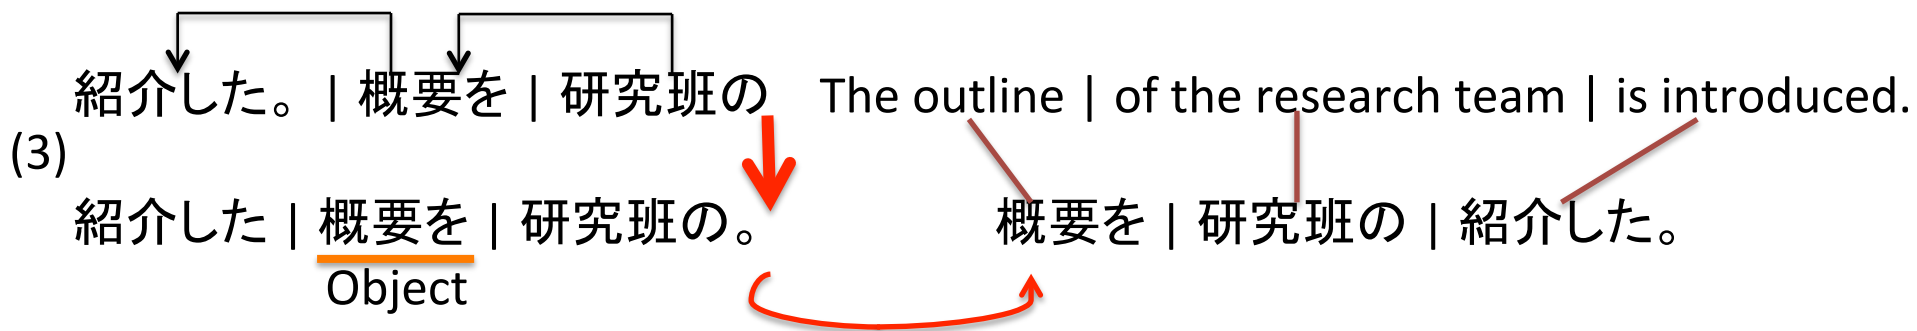 紹介した。 | 概要を | 研究班の The outline | of the research team | is introduced.
(3)
紹介した | 概要を | 研究班の。 概要を | 研究班の | 紹介した。
Object